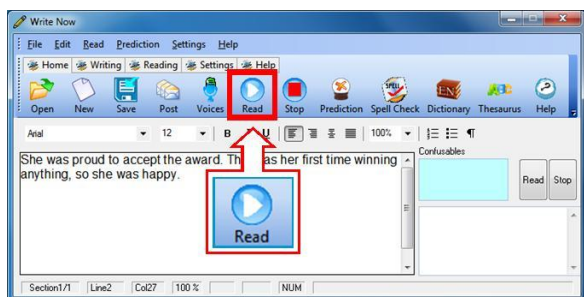 Write Now
File Edit Read Prediction Settings Help
Home Writing Reading Settings Help
Open New Save Post Voices Read Stop Prediction Spell Check Dictionary Thesaurus Help
Arial 12 B U 100%
She was proud to accept the award. Th as her first time winning
anything, so she was happy.
Confusables
Read Stop
Read
Section1/1 Line2 Col27 100 % NUM